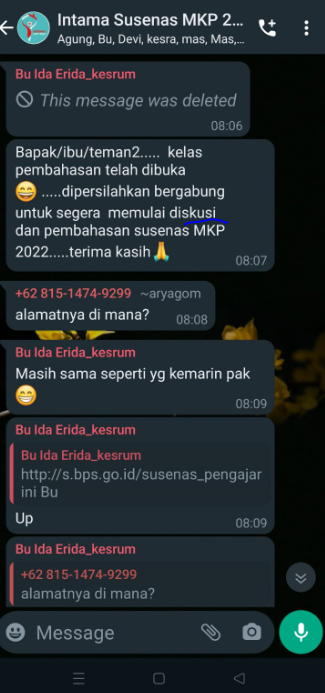 Intama Susenas MKP 2...
Agung, Bu, Devi, kesra, mas, Mas,...
Bu Ida Erida_kesrum
This message was deleted
08:06
Bapak/ibu/teman2..... kelas
pembahasan telah dibuka
😄 .....dipersilahkan bergabung
untuk segera memulai diskusi
dan pembahasan susenas MKP
2022.....terima kasih🙏
08:07
+62 815-1474-9299 ~aryagom
alamatnya di mana?
08:08
Bu Ida Erida_kesrum
Masih sama seperti yg kemarin pak
😁
08:09
Bu Ida Erida_kesrum
Bu Ida Erida_kesrum
http://s.bps.go.id/susenas_pengajar
ini Bu
Up
08:09
Bu Ida Erida_kesrum
+62 815-1474-9299
alamatnya di mana?
Message